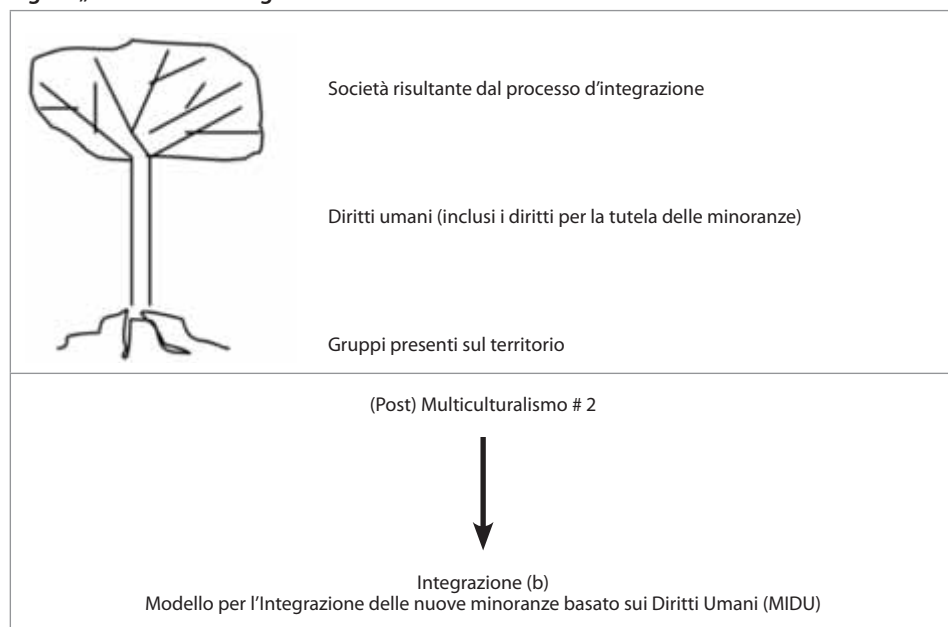 Società risultante dal processo d'integrazione
Diritti umani (inclusi i diritti per la tutela delle minoranze)
Gruppi presenti sul territorio
(Post) Multiculturalismo # 2
Integrazione (b)
Modello per l'Integrazione delle nuove minoranze basato sui Diritti Umani (MIDU)